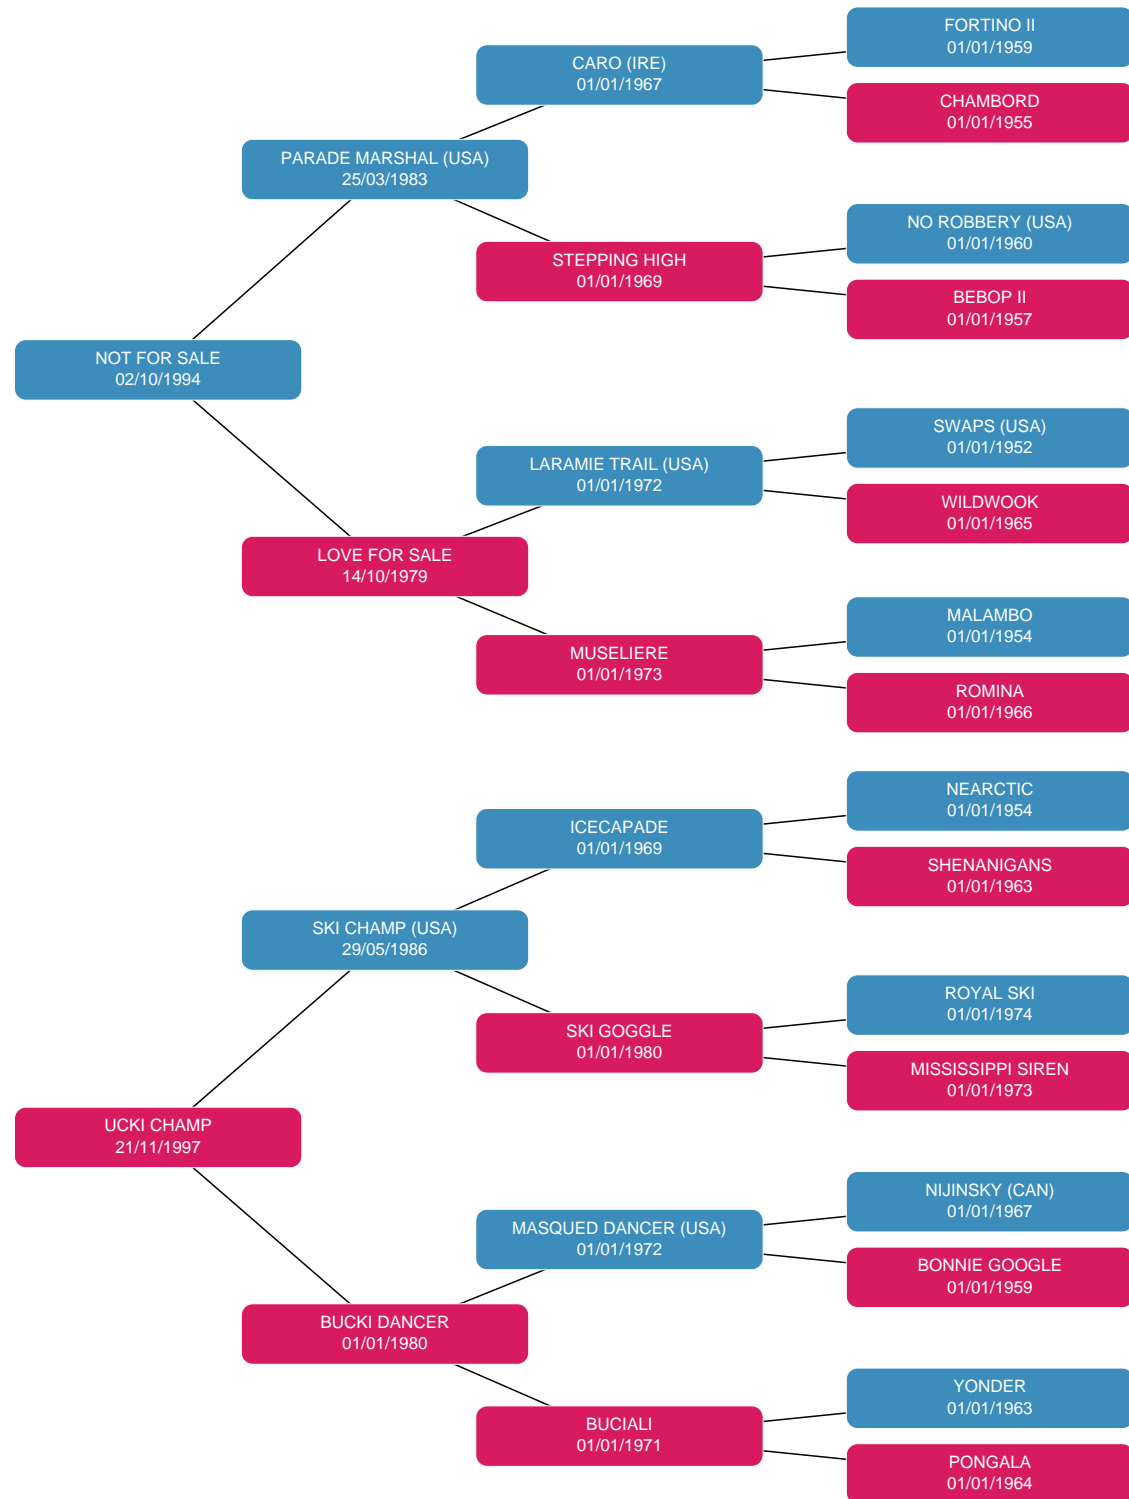 FORTINO II
01/01/1959
CARO (IRE)
01/01/1967
CHAMBORD
01/01/1955
PARADE MARSHAL (USA)
25/03/1983
NO ROBBERY (USA)
01/01/1960
STEPPING HIGH
01/01/1969
BEBOP II
01/01/1957
NOT FOR SALE
02/10/1994
SWAPS (USA)
01/01/1952
LARAMIE TRAIL (USA)
01/01/1972
WILDWOOK
01/01/1965
LOVE FOR SALE
14/10/1979
MALAMBO
01/01/1954
MUSELIERE
01/01/1973
ROMINA
01/01/1966
NEARCTIC
01/01/1954
ICECAPADE
01/01/1969
SHENANIGANS
01/01/1963
SKI CHAMP (USA)
29/05/1986
ROYAL SKI
01/01/1974
SKI GOGGLE
01/01/1980
MISSISSIPPI SIREN
01/01/1973
UCKI CHAMP
21/11/1997
NIJINSKY (CAN)
01/01/1967
MASQUED DANCER (USA)
01/01/1972
BONNIE GOOGLE
01/01/1959
BUCKI DANCER
01/01/1980
YONDER
01/01/1963
BUCIALI
01/01/1971
PONGALA
01/01/1964